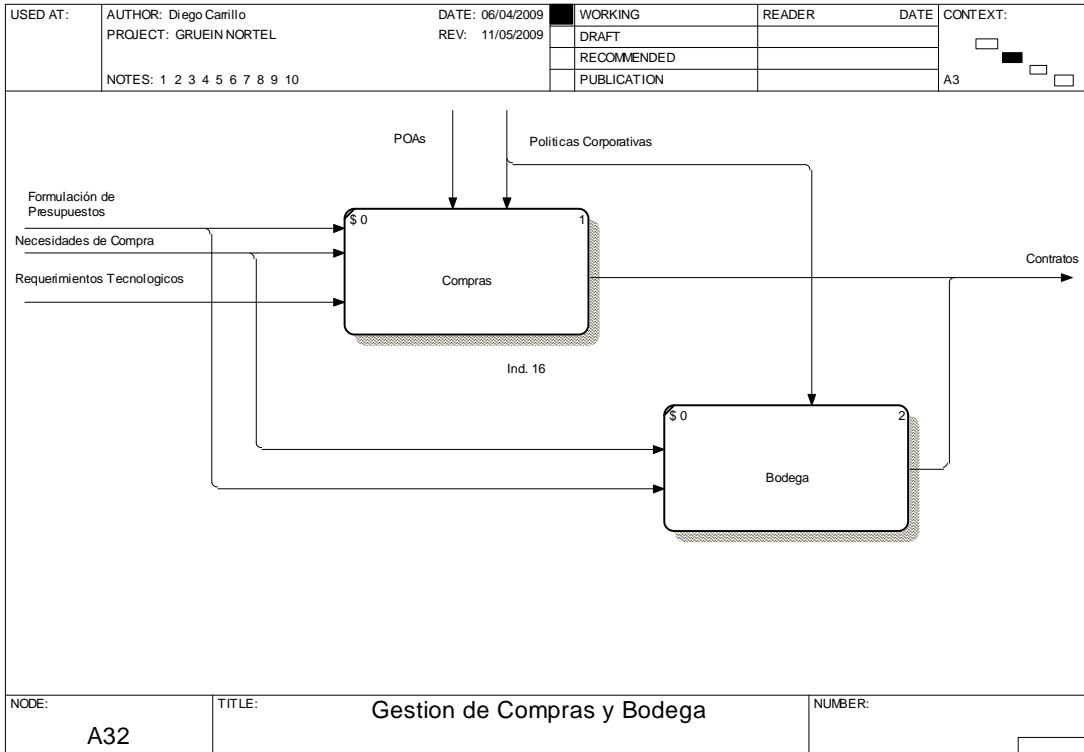 USED AT:
AUTHOR: Diego Carrillo
DATE: 06/04/2009
WORKING
READER
DATE
CONTEXT:
PROJECT: GRUEIN NORTEL
REV: 11/05/2009
DRAFT
RECOMMENDED
NOTES: 1 2 3 4 5 6 7 8 9 10
PUBLICATION
A3
POAs
Politicas Corporativas
Formulación de
Presupuestos
$ 0
1
Necesidades de Compra
Contratos
Requerimientos Tecnologicos
Compras
Ind. 16
$ 0
2
Bodega
NODE:
TITLE:
Gestion de Compras y Bodega
NUMBER:
A32